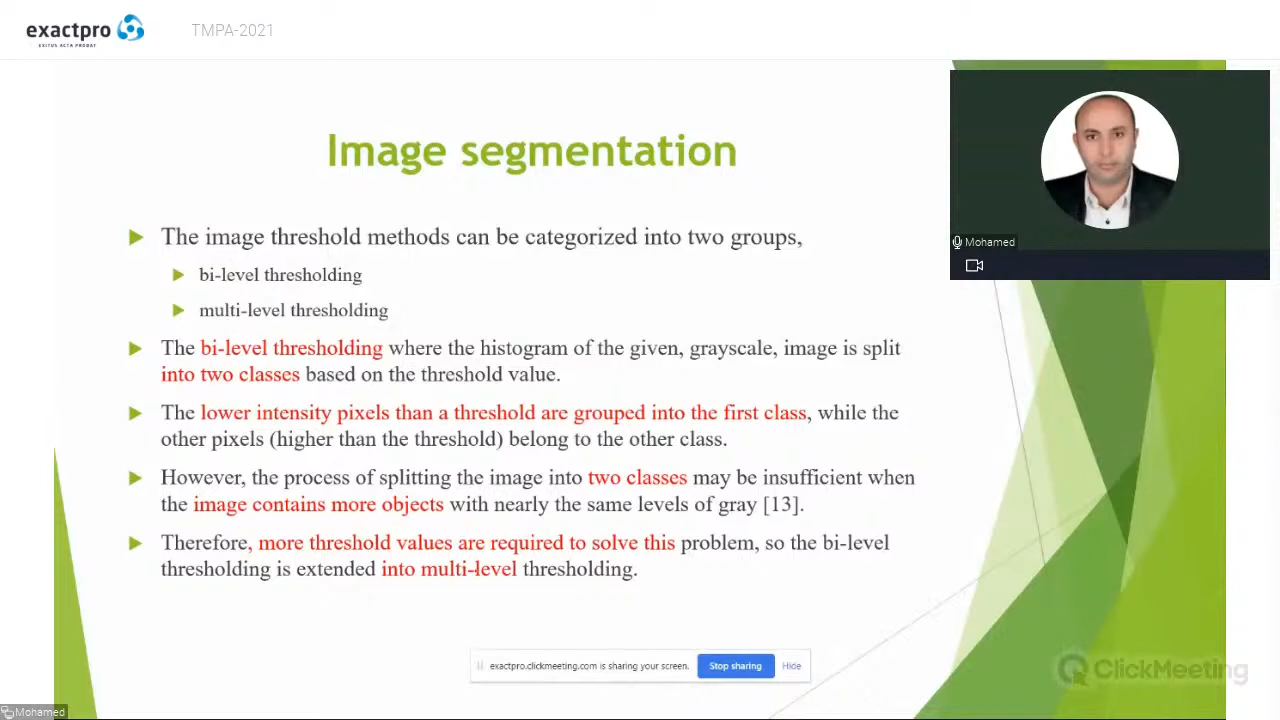 exactpro
EXITUS ACTA PROBAT
TMPA-2021
Image segmentation
The image threshold methods can be categorized into two groups,
bi-level thresholding
multi-level thresholding
The bi-level thresholding where the histogram of the given, grayscale, image is split
into two classes based on the threshold value.
The lower intensity pixels than a threshold are grouped into the first class, while the
other pixels (higher than the threshold) belong to the other class.
However, the process of splitting the image into two classes may be insufficient when
the image contains more objects with nearly the same levels of gray [13].
Therefore, more threshold values are required to solve this problem, so the bi-level
thresholding is extended into multi-level thresholding.
Mohamed
exactpro.clickmeeting.com is sharing your screen.
Stop sharing
Hide
ClickMeeting
Mohamed